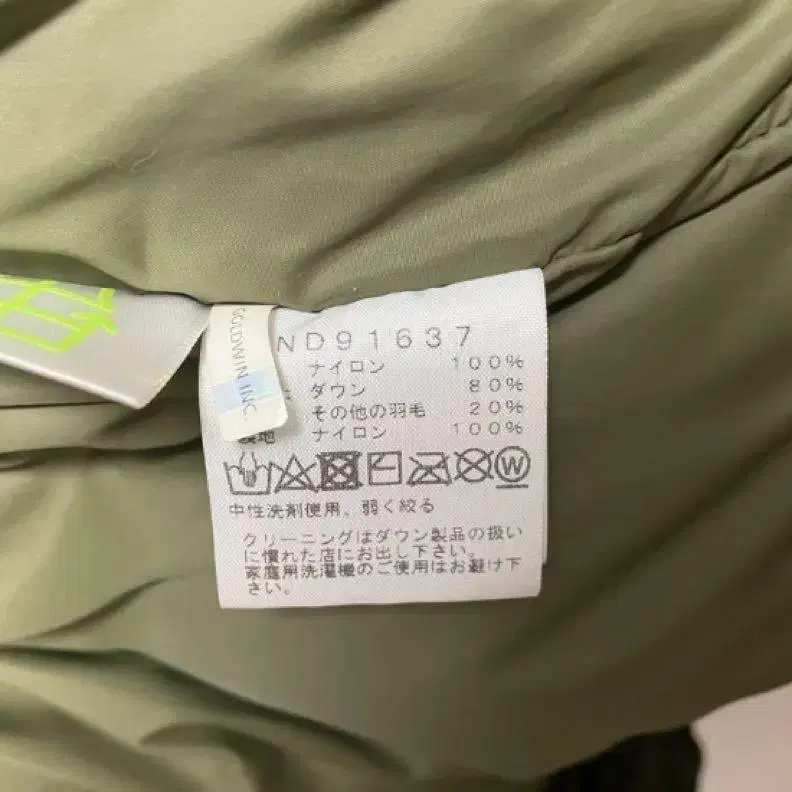 GOLDWIN INC.
ND91637
ナイロン 100%
ダウン 80%
その他の羽毛 20%
裏地 ナイロン 100%
W
中性洗剤使用、弱く絞る
クリーニングはダウン製品の扱い
に慣れた店にお出し下さい。
家庭用洗濯機のご使用はお避け下
さい。